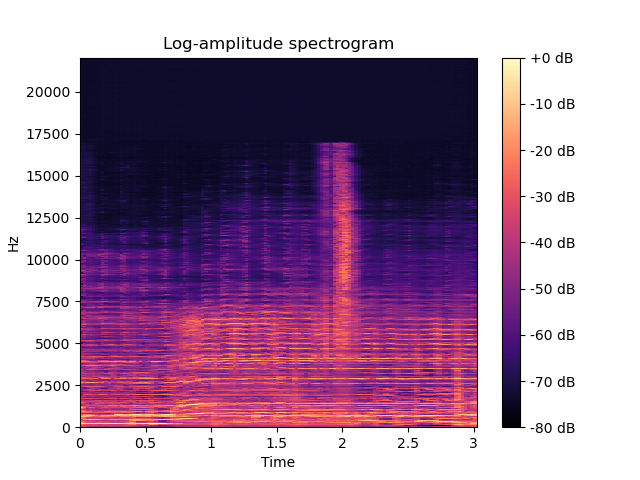 Log-amplitude spectrogram
20000
17500
15000
12500
10000
7500
5000
2500
0
Hz
0 0.5 1 1.5 2 2.5 3
Time
+0 dB
-10 dB
-20 dB
-30 dB
-40 dB
-50 dB
-60 dB
-70 dB
-80 dB